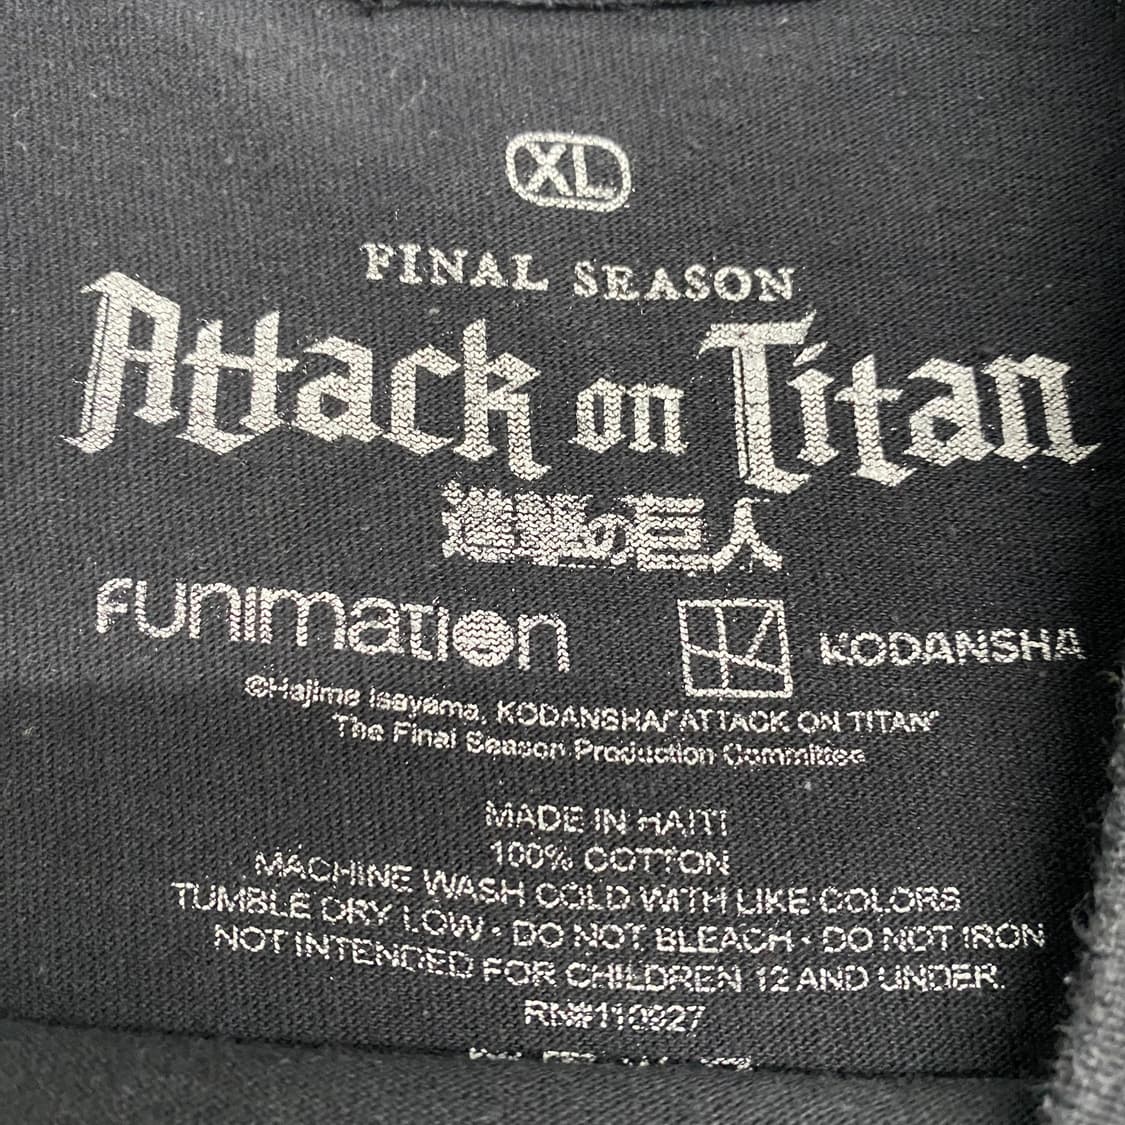 XL
FINAL SEASON
Attack on Titan
進撃の巨人
FUNIMATION
KODANSHA
©Hajime Isayama, KODANSHA/"ATTACK ON TITAN"
The Final Season Production Committee
MADE IN HAITI
100% COTTON
MACHINE WASH COLD WITH LIKE COLORS
TUMBLE DRY LOW • DO NOT BLEACH • DO NOT IRON
NOT INTENDED FOR CHILDREN 12 AND UNDER.
RN#110927